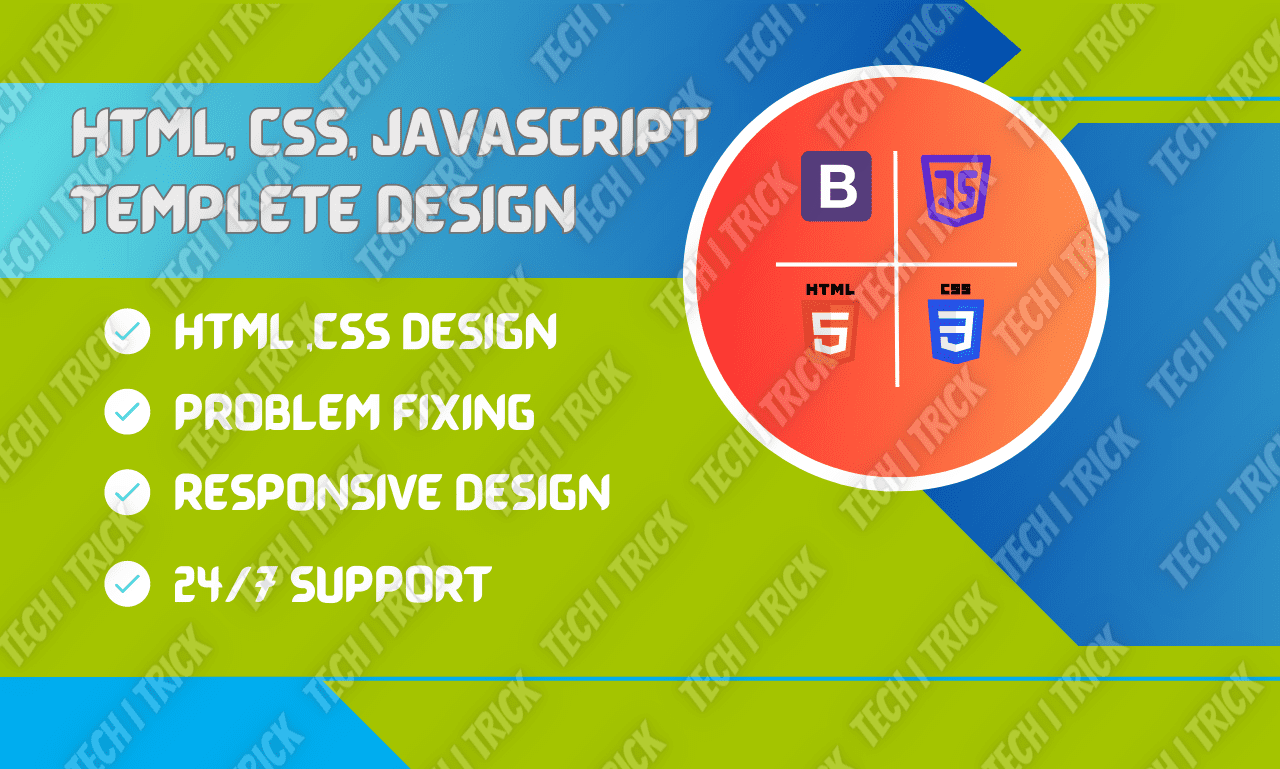 HTML, CSS, JAVASCRIPT
TEMPLETE DESIGN
B
JS
HTML
5
CSS
3
HTML ,CSS DESIGN
PROBLEM FIXING
RESPONSIVE DESIGN
24/7 SUPPORT
TECH I TRICK